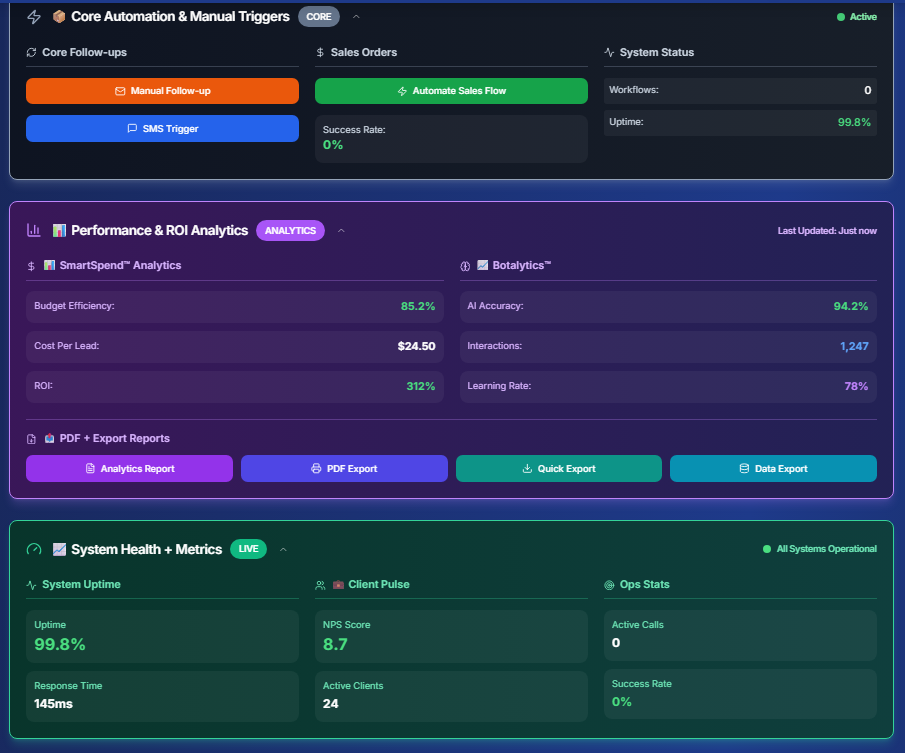 Core Automation & Manual Triggers CORE Active
Core Follow-ups
Manual Follow-up
SMS Trigger
Sales Orders
Automate Sales Flow
Success Rate:
0%
System Status
Workflows: 0
Uptime: 99.8%
Performance & ROI Analytics ANALYTICS Last Updated: Just now
SmartSpend™ Analytics
Budget Efficiency: 85.2%
Cost Per Lead: $24.50
ROI: 312%
Botalytics™
AI Accuracy: 94.2%
Interactions: 1,247
Learning Rate: 78%
PDF + Export Reports
Analytics Report PDF Export Quick Export Data Export
System Health + Metrics LIVE All Systems Operational
System Uptime
Uptime
99.8%
Response Time
145ms
Client Pulse
NPS Score
8.7
Active Clients
24
Ops Stats
Active Calls
0
Success Rate
0%